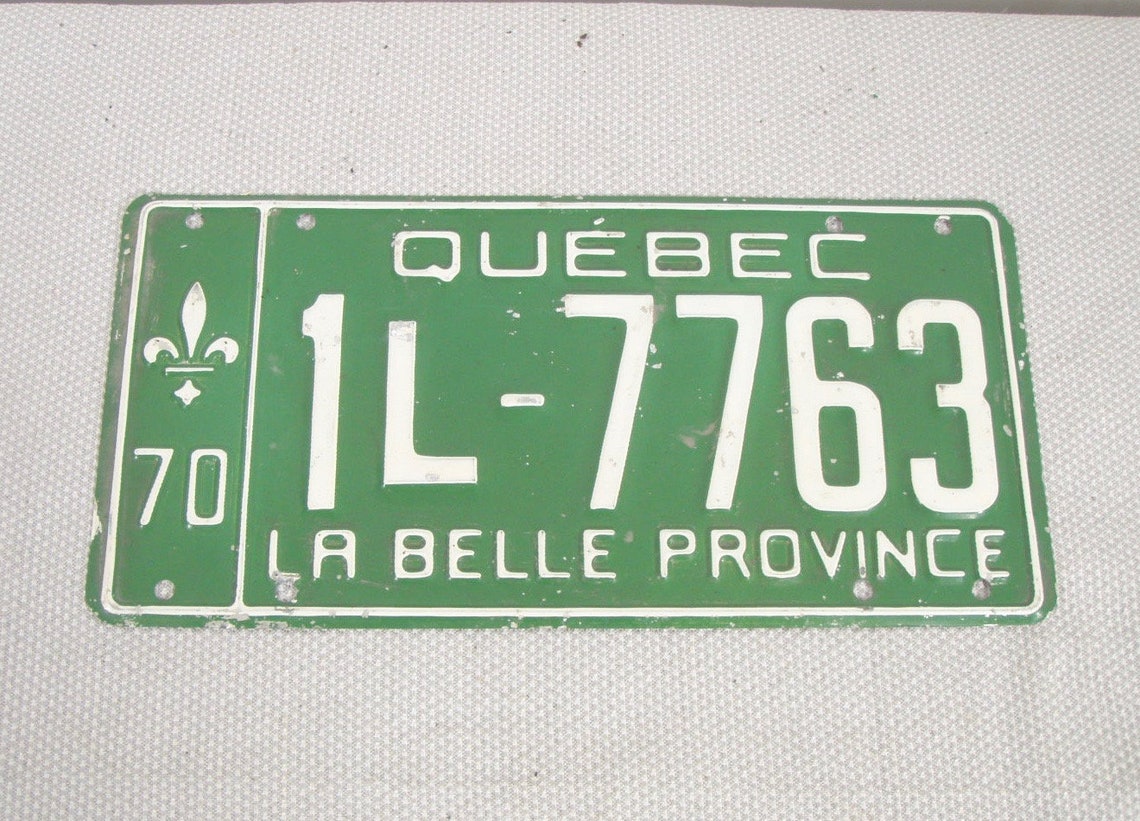 QUÉBEC
70
1L-7763
LA BELLE PROVINCE